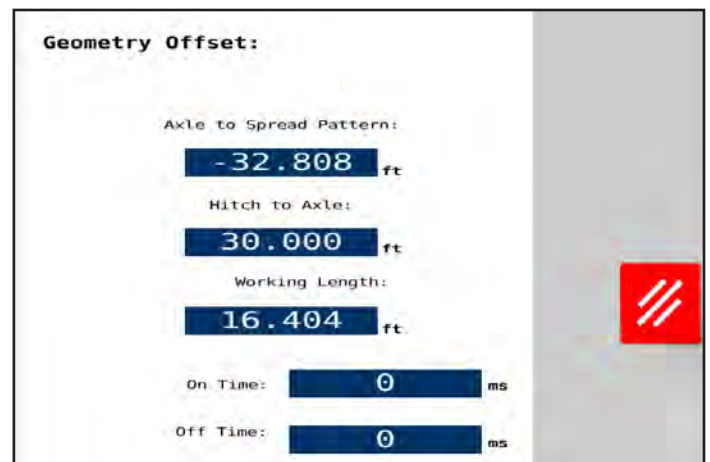 Geometry Offset:
Axle to Spread Pattern:
-32.808 ft
Hitch to Axle:
30.000 ft
Working Length:
16.404 ft
On Time: 0 ms
Off Time: 0 ms